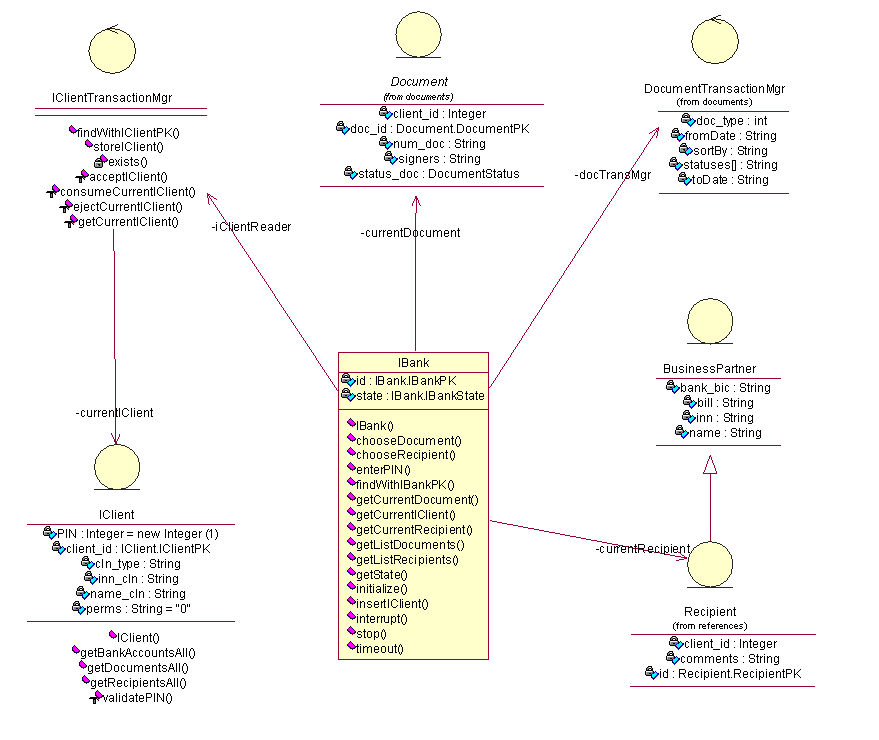 IClientTransactionMgr
findWithIClientPK()
storeIClient()
exists()
acceptIClient()
consumeCurrentIClient()
ejectCurrentIClient()
getCurrentIClient()
Document
(from documents)
client_id : Integer
doc_id : Document.DocumentPK
num_doc : String
signers : String
status_doc : DocumentStatus
DocumentTransactionMgr
(from documents)
doc_type : int
fromDate : String
sortBy : String
statuses[] : String
toDate : String
-iClientReader
-currentDocument
-docTransMgr
IBank
id : IBank.IBankPK
state : IBank.IBankState
IBank()
chooseDocument()
chooseRecipient()
enterPIN()
findWithIBankPK()
getCurrentDocument()
getCurrentIClient()
getCurrentRecipient()
getListDocuments()
getListRecipients()
getState()
initialize()
insertIClient()
interrupt()
stop()
timeout()
BusinessPartner
bank_bic : String
bill : String
inn : String
name : String
-currentIClient
IClient
PIN : Integer = new Integer (1)
client_id : IClient.IClientPK
cln_type : String
inn_cln : String
name_cln : String
perms : String = "0"
IClient()
getBankAccountsAll()
getDocumentsAll()
getRecipientsAll()
validatePIN()
-currentRecipient
Recipient
(from references)
client_id : Integer
comments : String
id : Recipient.RecipientPK